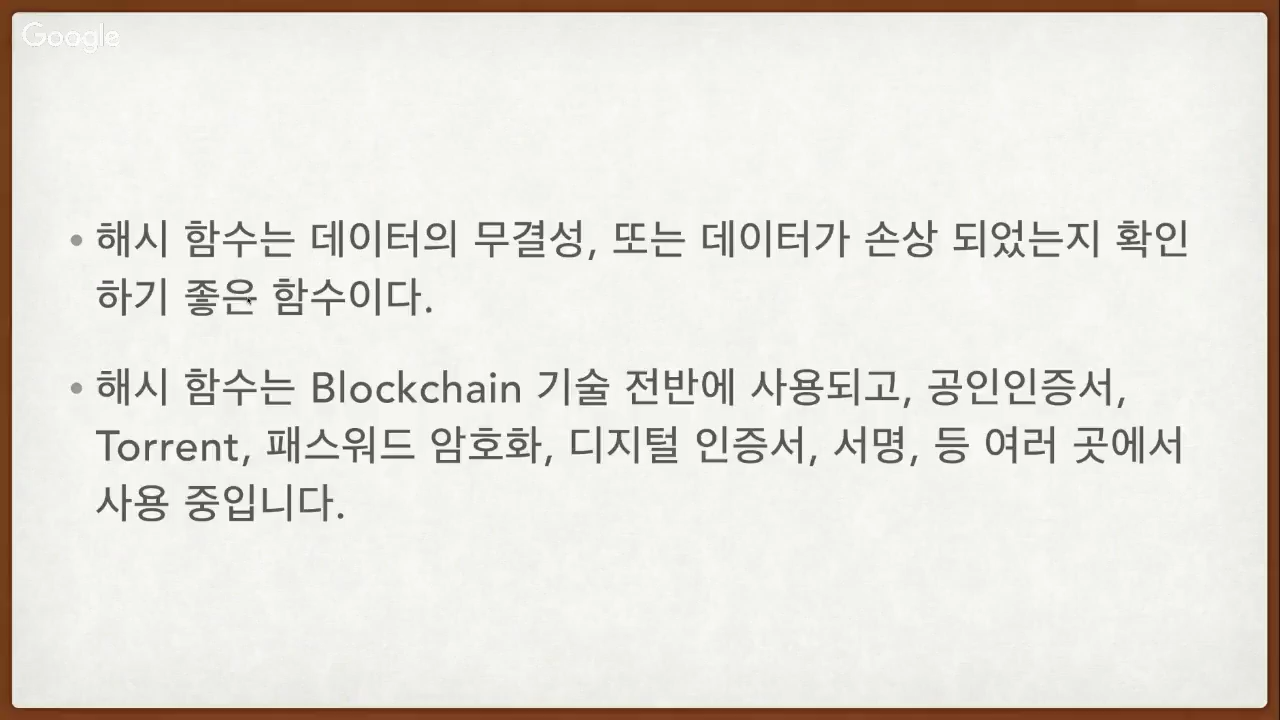 Google
• 해시 함수는 데이터의 무결성, 또는 데이터가 손상 되었는지 확인
하기 좋은 함수이다.
• 해시 함수는 Blockchain 기술 전반에 사용되고, 공인인증서,
Torrent, 패스워드 암호화, 디지털 인증서, 서명, 등 여러 곳에서
사용 중입니다.